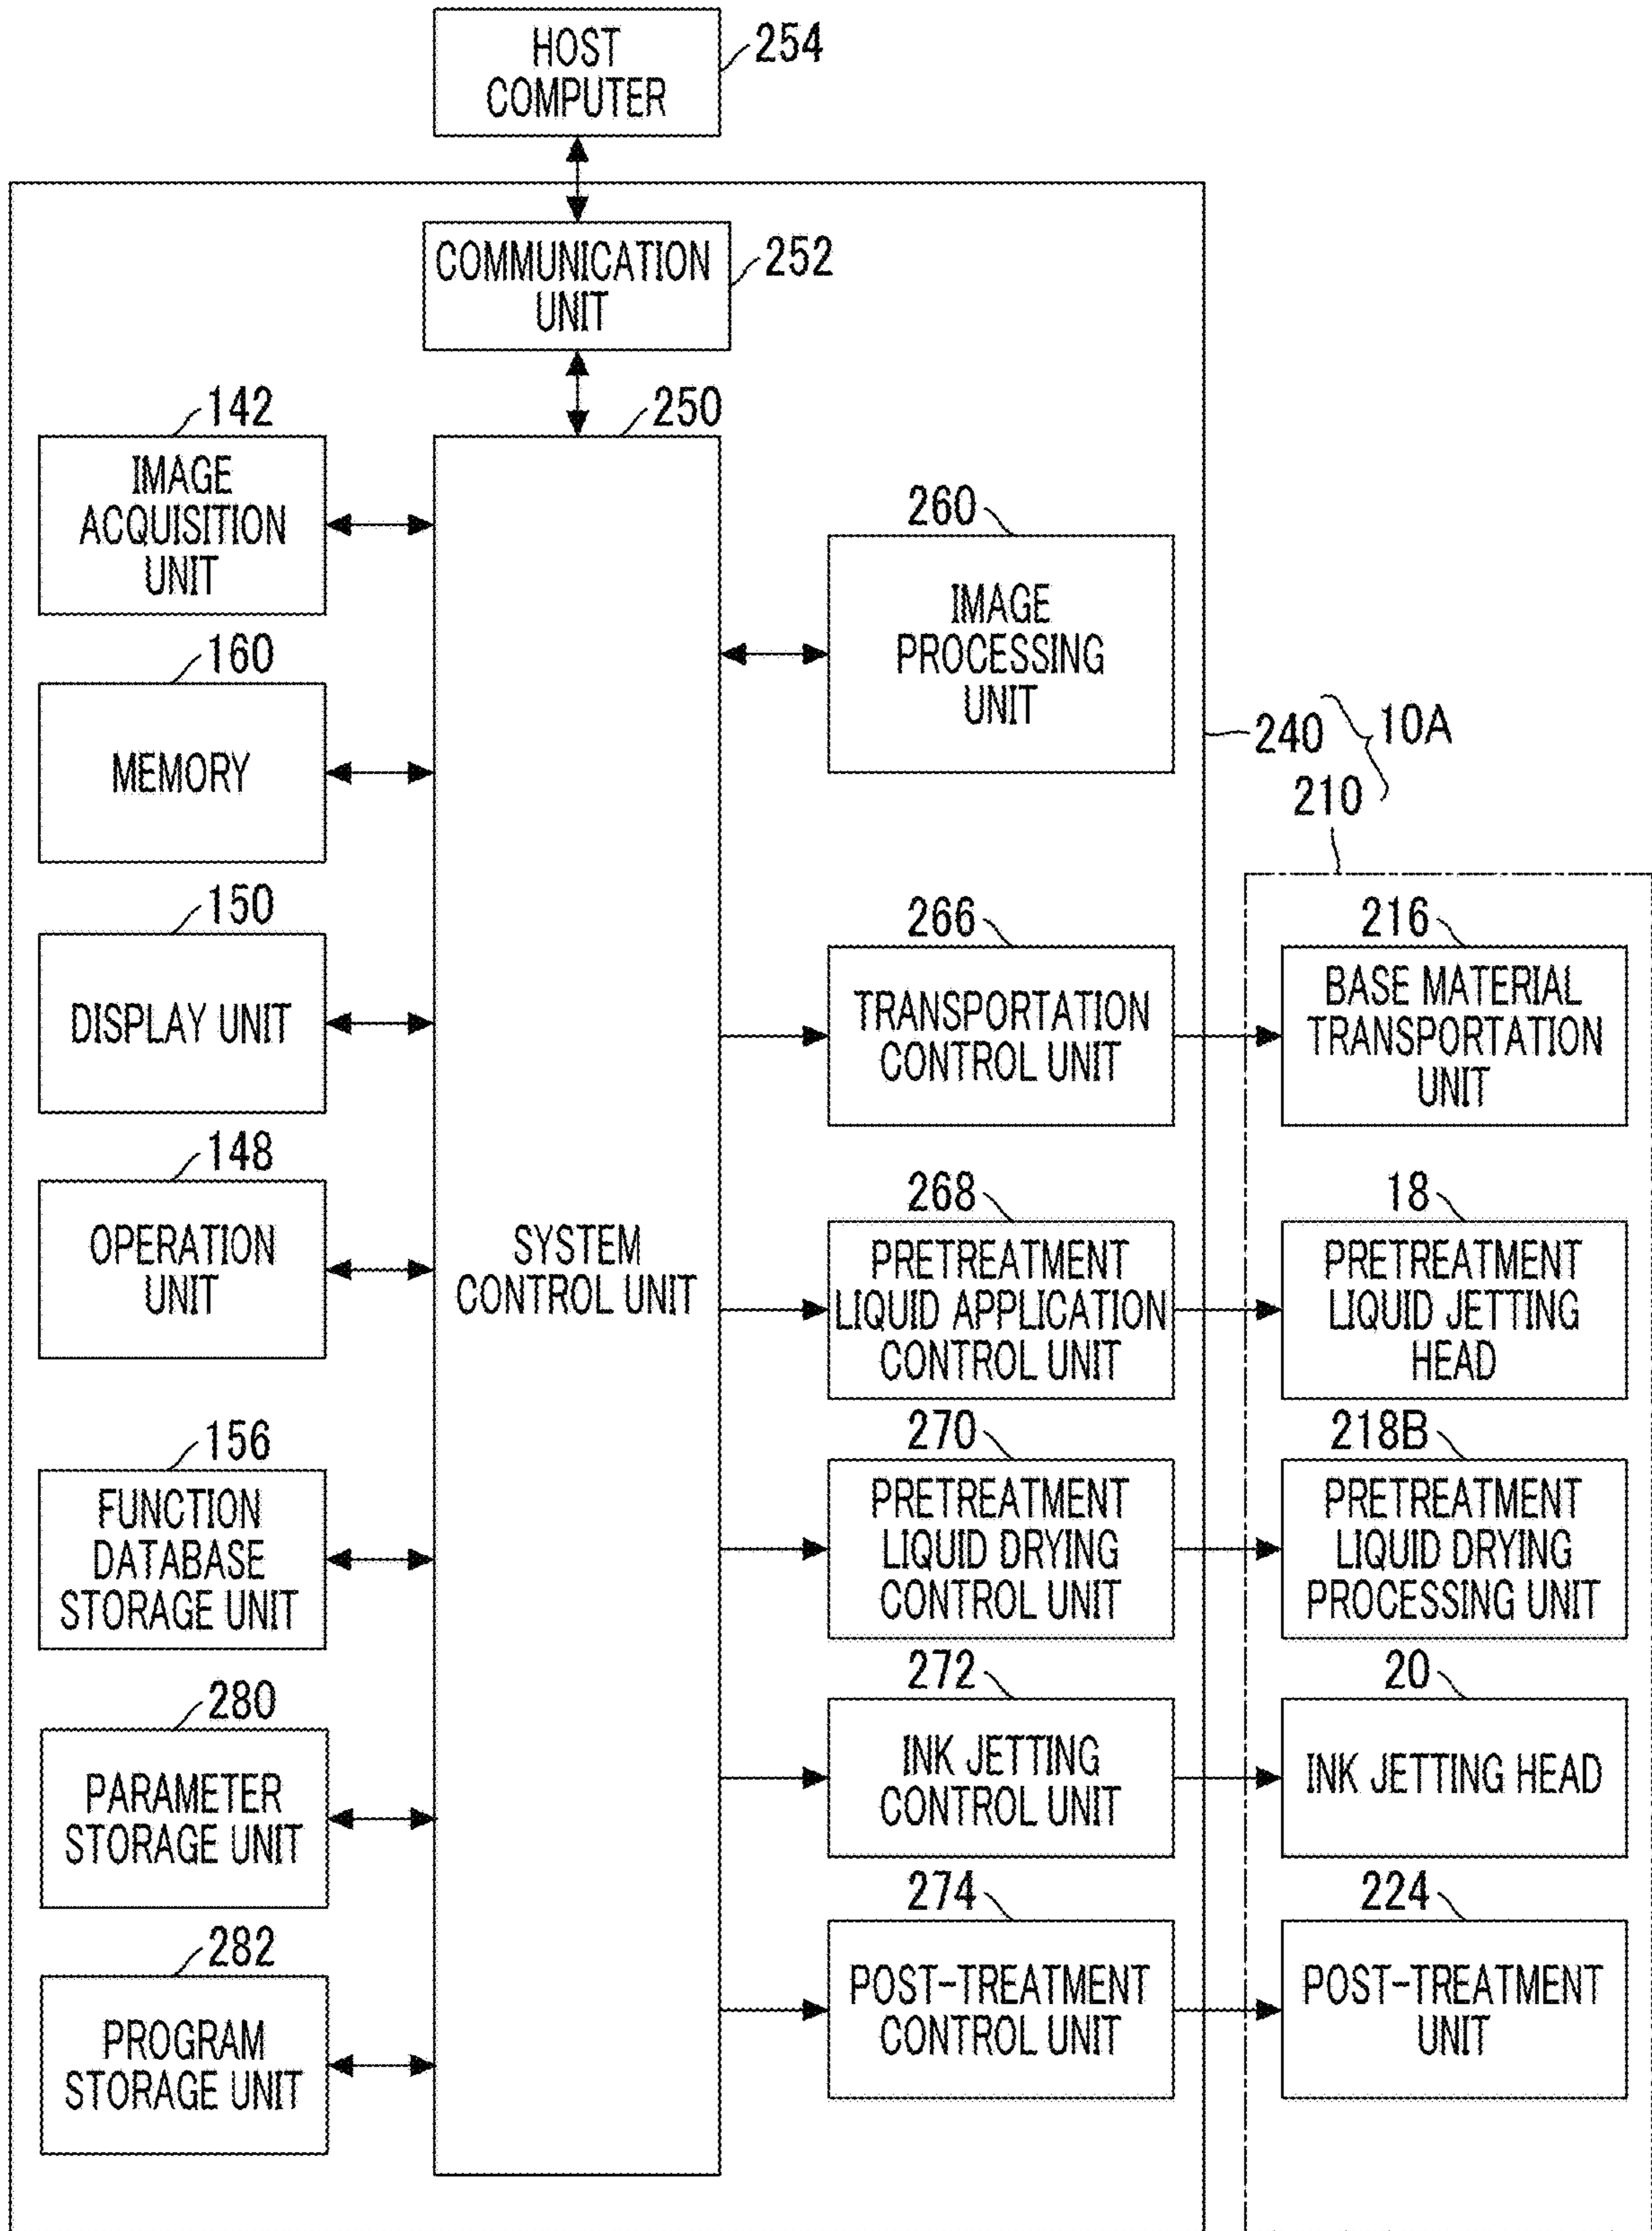 HOST
COMPUTER
254
COMMUNICATION
UNIT
252
142
IMAGE
ACQUISITION
UNIT
160
MEMORY
150
DISPLAY UNIT
148
OPERATION
UNIT
156
FUNCTION
DATABASE
STORAGE UNIT
280
PARAMETER
STORAGE UNIT
282
PROGRAM
STORAGE UNIT
250
SYSTEM
CONTROL UNIT
260
IMAGE
PROCESSING
UNIT
240
10A
210
266
TRANSPORTATION
CONTROL UNIT
216
BASE MATERIAL
TRANSPORTATION
UNIT
268
PRETREATMENT
LIQUID APPLICATION
CONTROL UNIT
18
PRETREATMENT
LIQUID JETTING
HEAD
270
PRETREATMENT
LIQUID DRYING
CONTROL UNIT
218B
PRETREATMENT
LIQUID DRYING
PROCESSING UNIT
272
INK JETTING
CONTROL UNIT
20
INK JETTING HEAD
274
POST-TREATMENT
CONTROL UNIT
224
POST-TREATMENT
UNIT